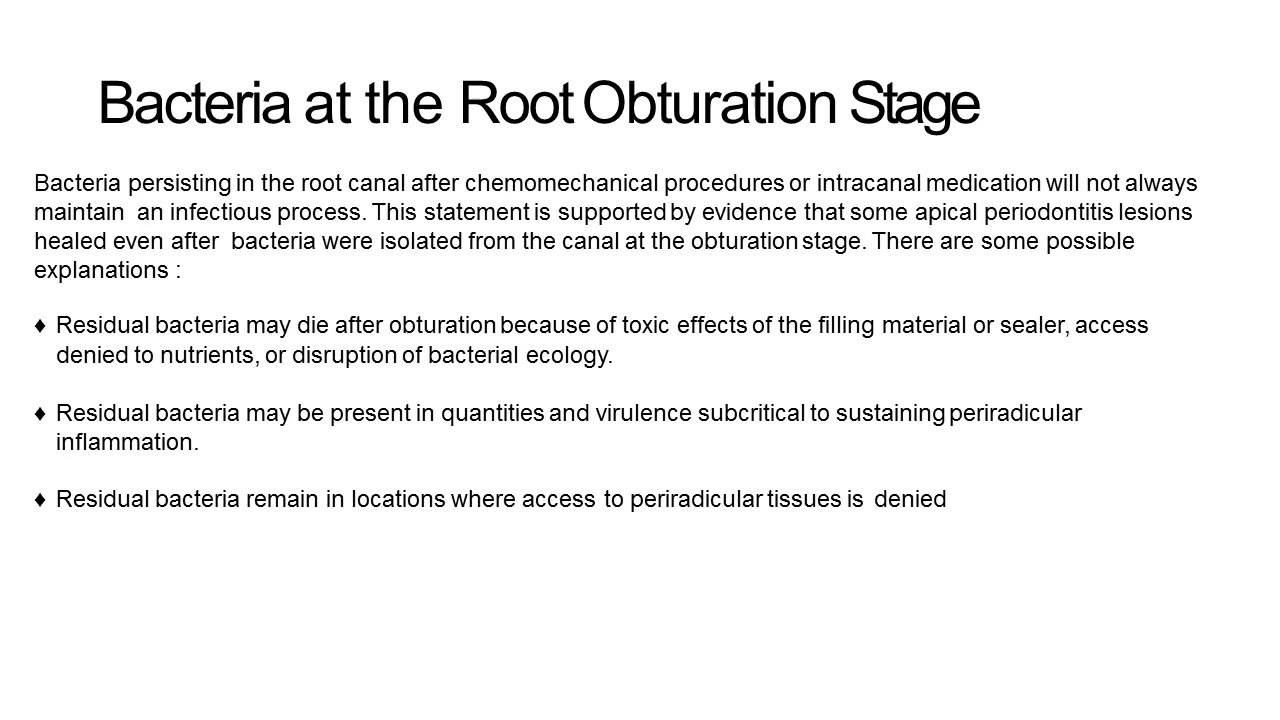 Bacteria at the Root Obturation Stage
Bacteria persisting in the root canal after chemomechanical procedures or intracanal medication will not always
maintain an infectious process. This statement is supported by evidence that some apical periodontitis lesions
healed even after bacteria were isolated from the canal at the obturation stage. There are some possible
explanations :
♦ Residual bacteria may die after obturation because of toxic effects of the filling material or sealer, access
denied to nutrients, or disruption of bacterial ecology.
♦ Residual bacteria may be present in quantities and virulence subcritical to sustaining periradicular
inflammation.
♦ Residual bacteria remain in locations where access to periradicular tissues is denied